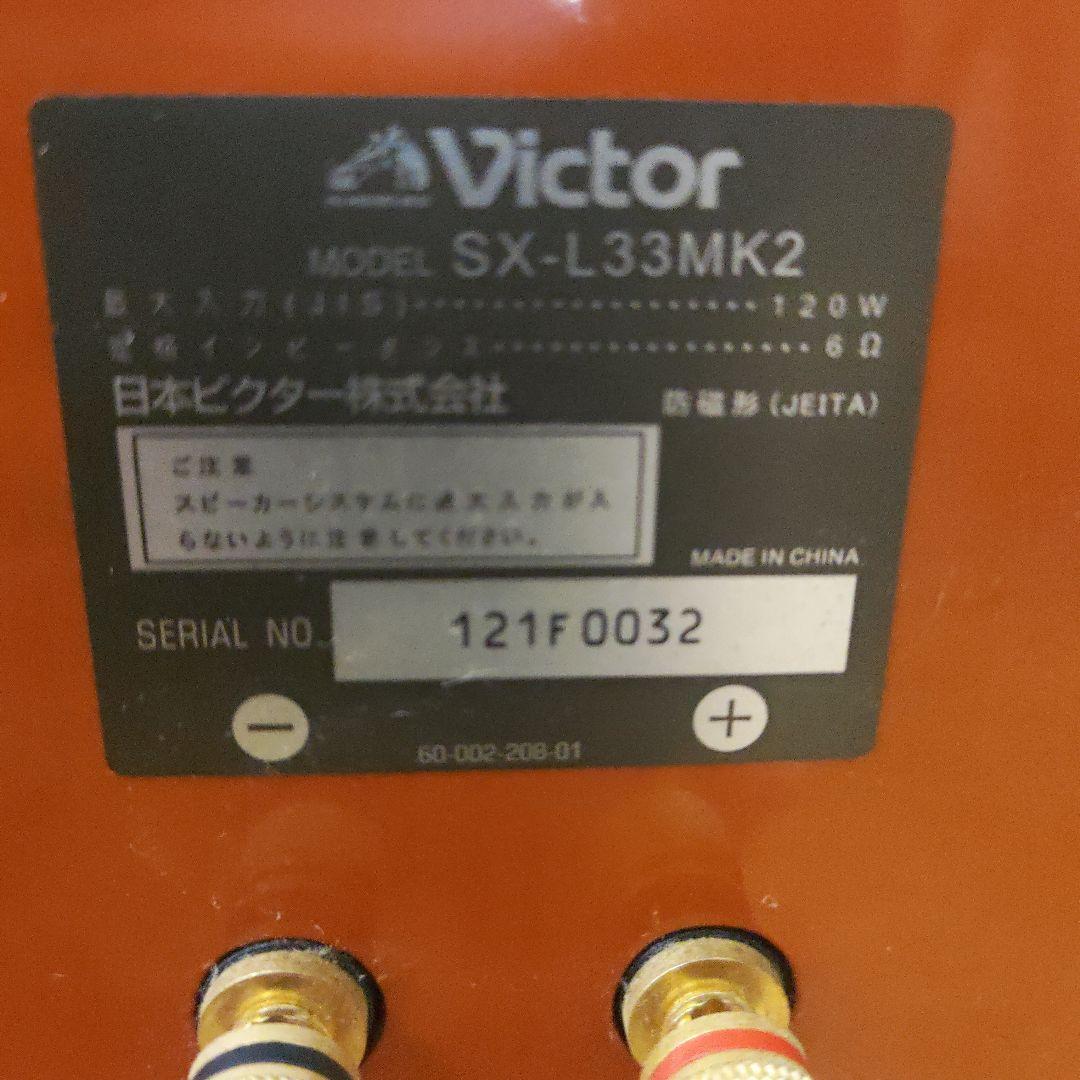 Victor
MODEL SX-L33MK2
最大入力(JIS)・・・・・・・・・・・・・・・・・・120W
定格インピーダンス・・・・・・・・・・・・・・・・・・6Ω
日本ビクター株式会社
防磁形(JEITA)
ご注意
スピーカーシステムに過大入力が入
らないように注意してください。
MADE IN CHINA
SERIAL NO. 121F0032
−
+
60-002-208-01